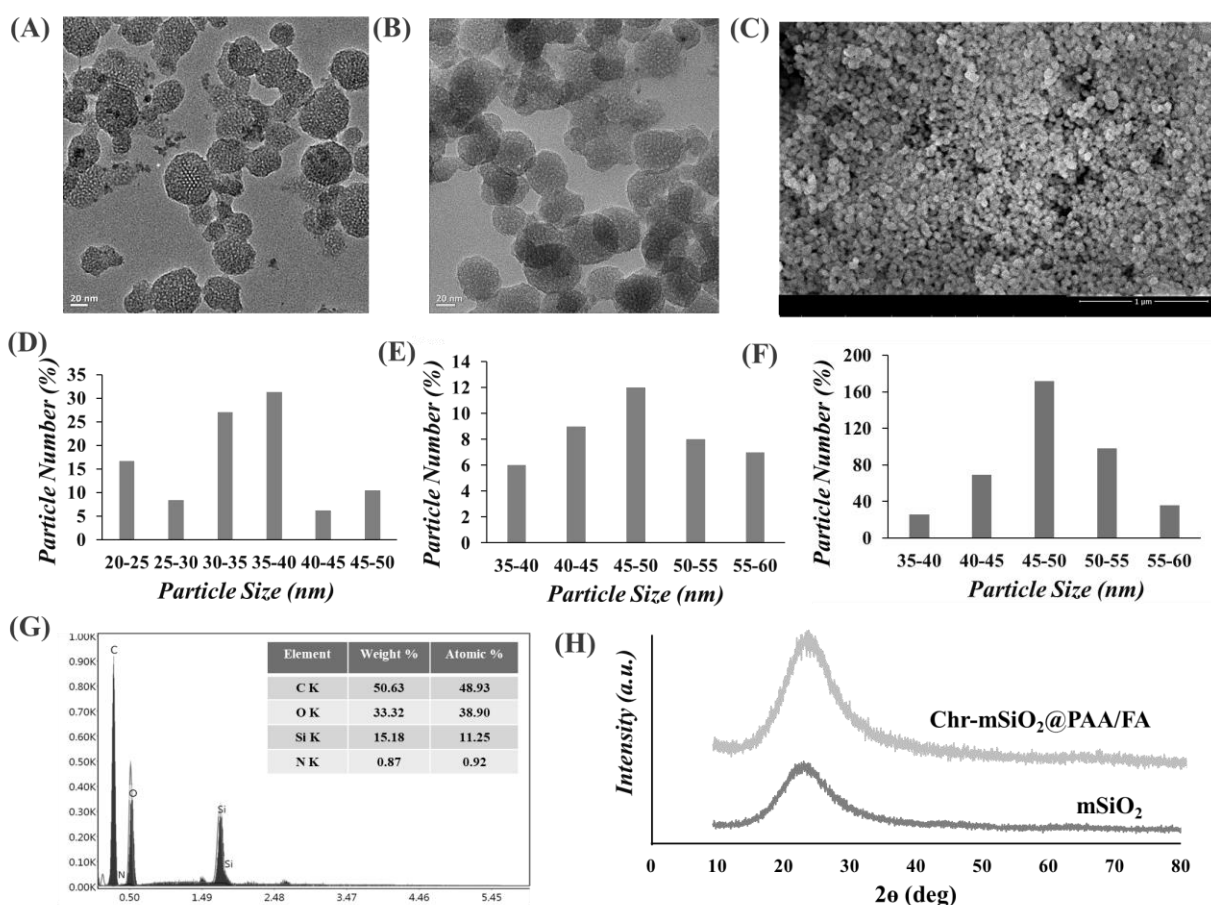 (A)
(B)
(C)
20 nm
20 nm
1 µm
(D)
(E)
(F)
Particle Number (%)
35
30
25
20
15
10
5
0
20-25 25-30 30-35 35-40 40-45 45-50
Particle Size (nm)
Particle Number (%)
14
12
10
8
6
4
2
0
35-40 40-45 45-50 50-55 55-60
Particle Size (nm)
Particle Number (%)
200
160
120
80
40
0
35-40 40-45 45-50 50-55 55-60
Particle Size (nm)
(G)
1.00K
0.90K
0.80K
0.70K
0.60K
0.50K
0.40K
0.30K
0.20K
0.10K
0.00K
C
N
O
Si
Si
0.50 1.49 2.48 3.47 4.46 5.45
Element Weight % Atomic %
C K 50.63 48.93
O K 33.32 38.90
Si K 15.18 11.25
N K 0.87 0.92
(H)
Intensity (a.u.)
Chr-mSiO₂@PAA/FA
mSiO₂
0 10 20 30 40 50 60 70 80
2ө (deg)